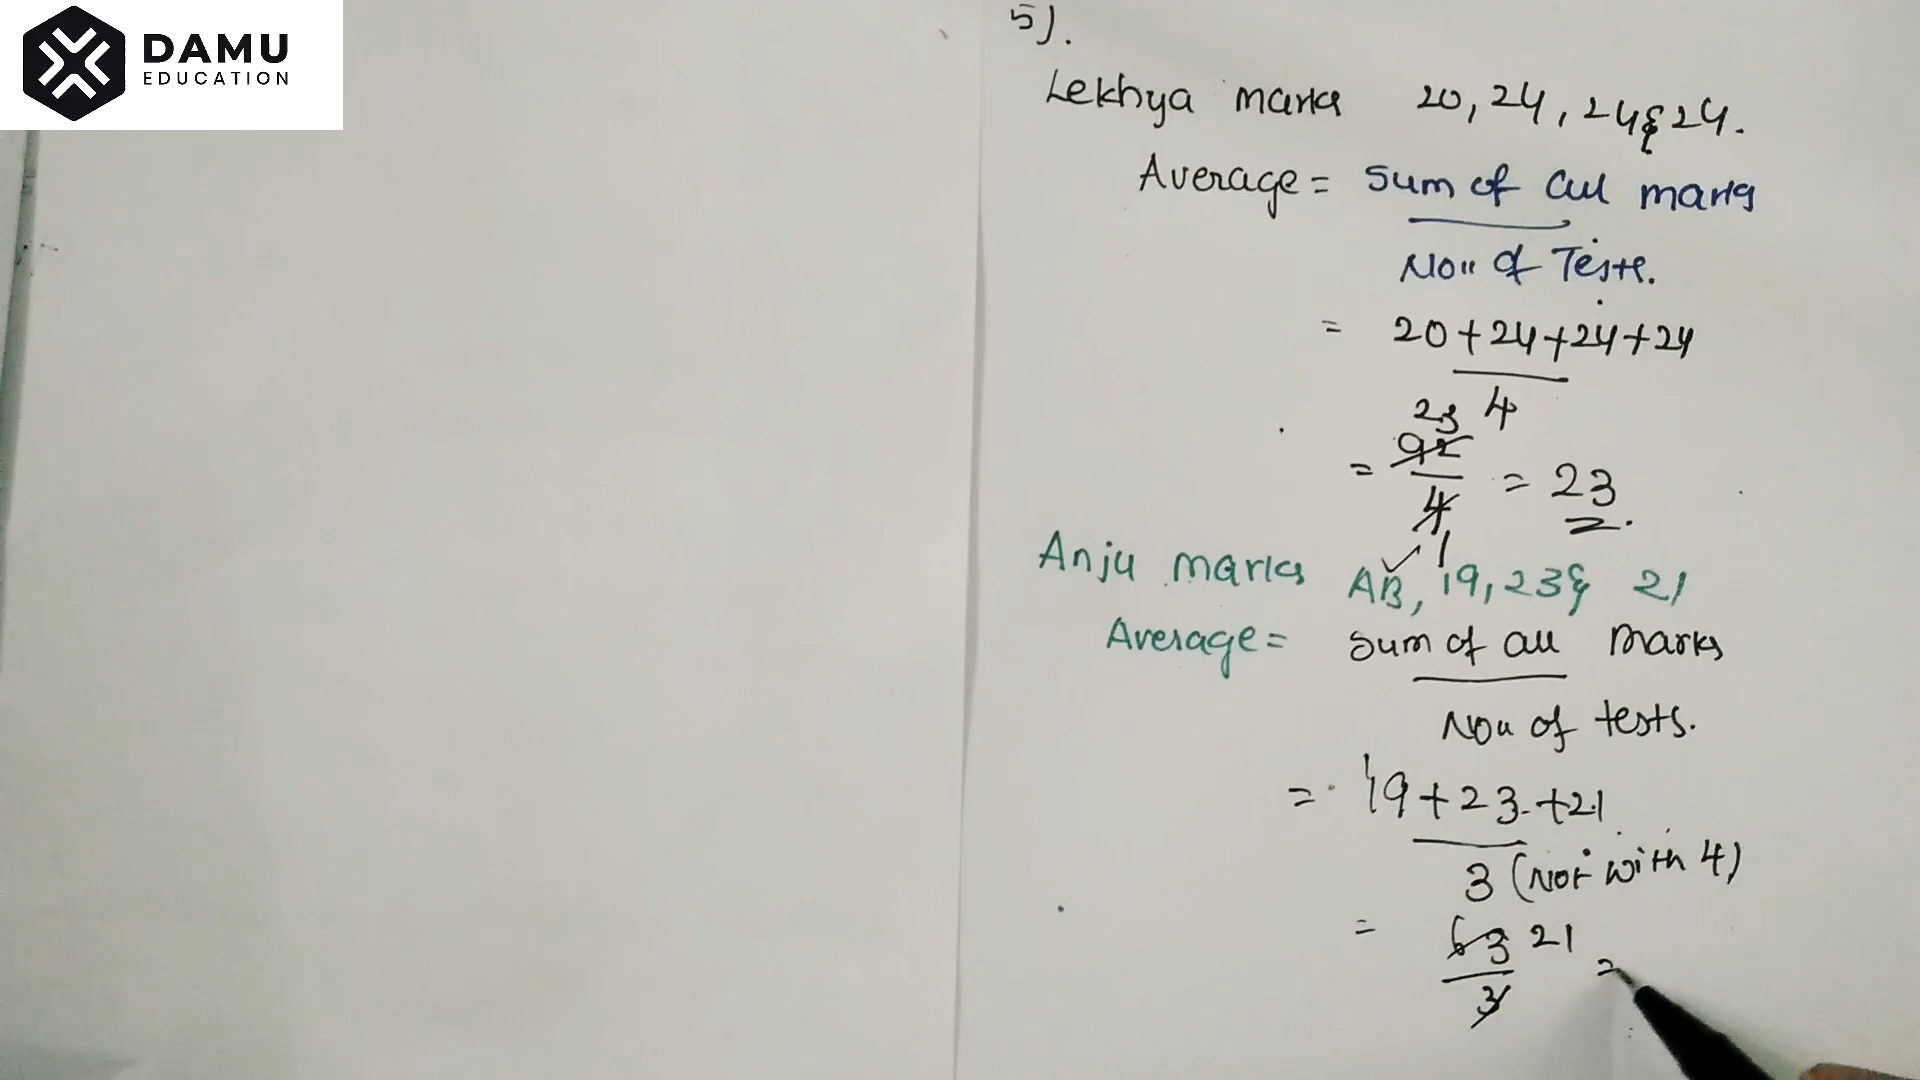 DAMU
EDUCATION
5).
Lekhya marks 20, 24, 24 & 24.
Average = Sum of all marks
No" of Tests.
= 20+24+24+24
4
23
= 92
4 = 23
1
Anju marks AB, 19, 23 & 21
Average = Sum of all Marks
No" of tests.
= 19+23+21
3 (Not with 4)
= 63 21 =
3